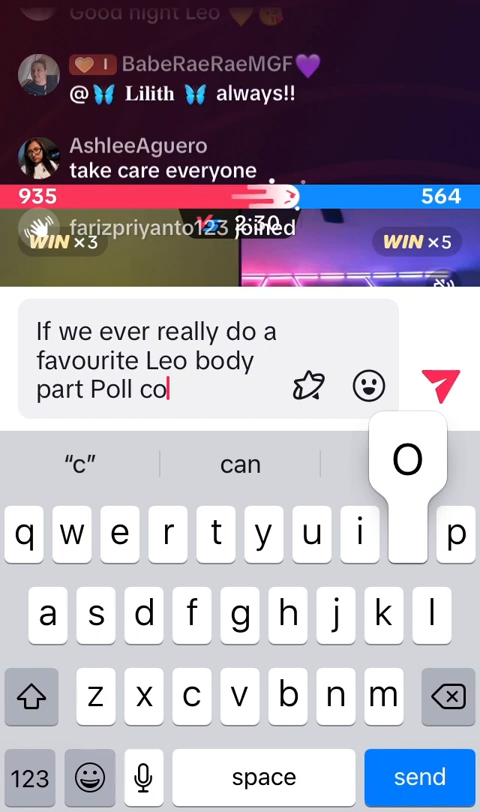 Good night Leo 💛😘
❤ I BabeRaeRaeMGF💜
@🦋 𝐋𝐢𝐥𝐢𝐭𝐡 🦋 always!!
AshleeAguero
take care everyone
935
564
2:30
farizpriyanto123 joined
WIN ×3
WIN ×5
If we ever really do a
favourite Leo body
part Poll co
“c”
can
O
q w e r t y u i p
a s d f g h j k l
z x c v b n m
123
space
send